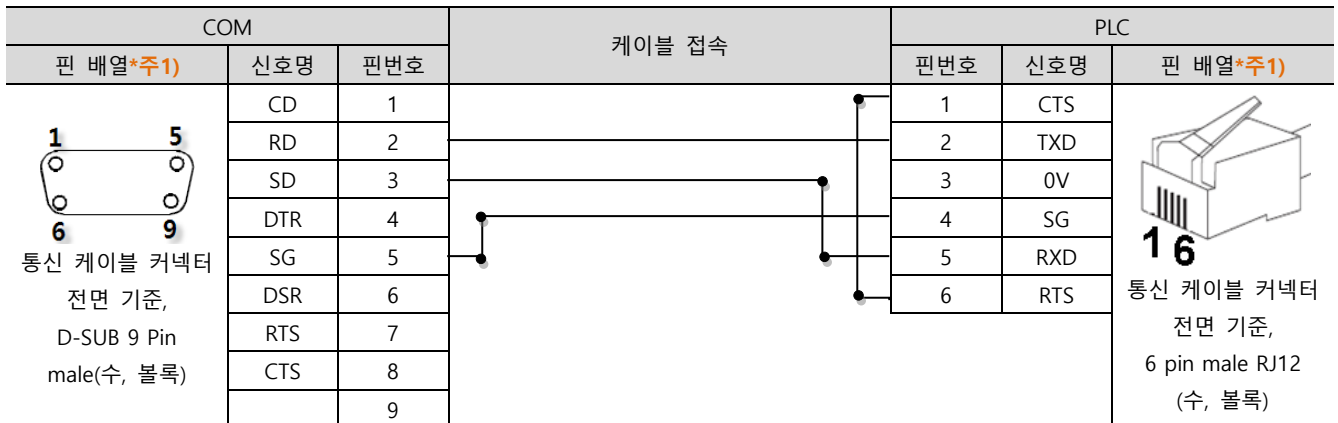 COM 케이블 접속 PLC
핀 배열*주1) 신호명 핀번호 핀번호 신호명 핀 배열*주1)
CD 1 1 CTS
RD 2 2 TXD
SD 3 3 0V
DTR 4 4 SG
SG 5 5 RXD
DSR 6 6 RTS
RTS 7
CTS 8
9
1 5
6 9
통신 케이블 커넥터
전면 기준,
D-SUB 9 Pin
male(수, 볼록)
1 6
통신 케이블 커넥터
전면 기준,
6 pin male RJ12
(수, 볼록)